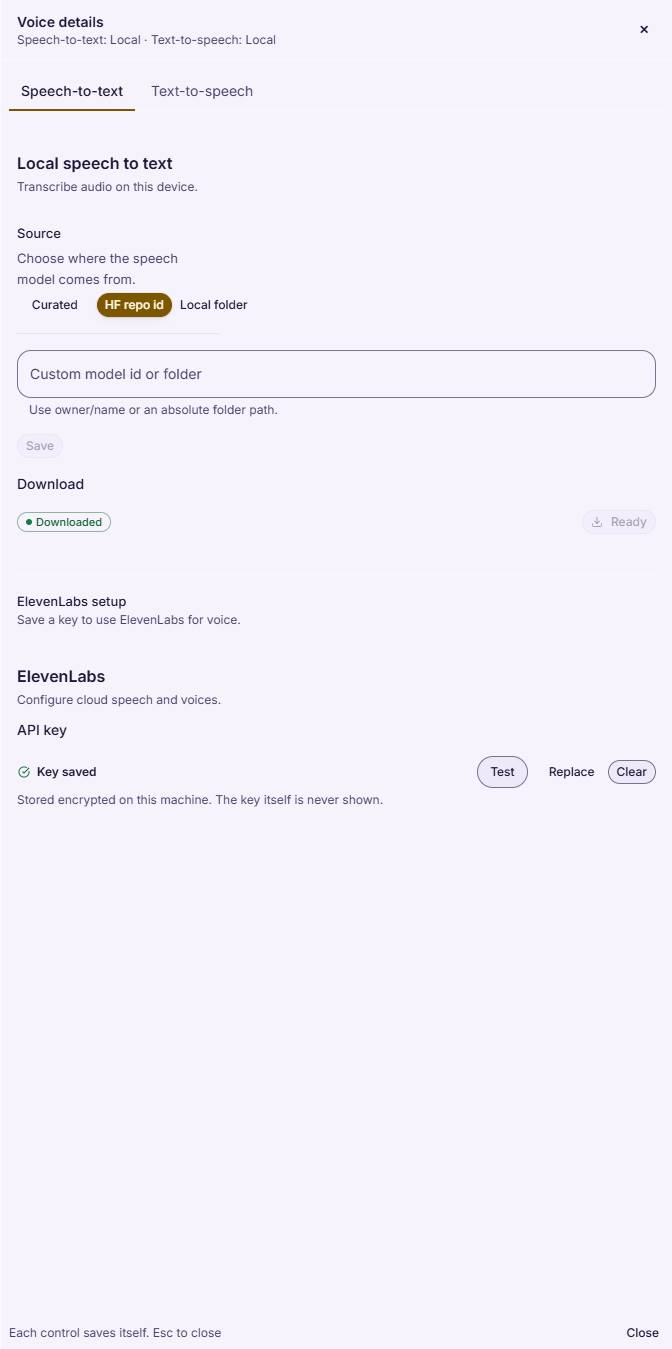 Voice details
Speech-to-text: Local · Text-to-speech: Local
Speech-to-text
Text-to-speech
Local speech to text
Transcribe audio on this device.
Source
Choose where the speech
model comes from.
Curated
HF repo id
Local folder
Custom model id or folder
Use owner/name or an absolute folder path.
Save
Download
Downloaded
Ready
ElevenLabs setup
Save a key to use ElevenLabs for voice.
ElevenLabs
Configure cloud speech and voices.
API key
Key saved
Test
Replace
Clear
Stored encrypted on this machine. The key itself is never shown.
Each control saves itself. Esc to close
Close